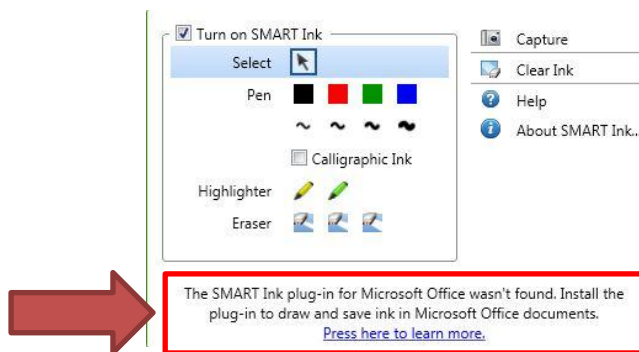 Turn on SMART Ink
Select
Pen
Calligraphic Ink
Highlighter
Eraser
Capture
Clear Ink
Help
About SMART Ink..
The SMART Ink plug-in for Microsoft Office wasn't found. Install the
plug-in to draw and save ink in Microsoft Office documents.
Press here to learn more.